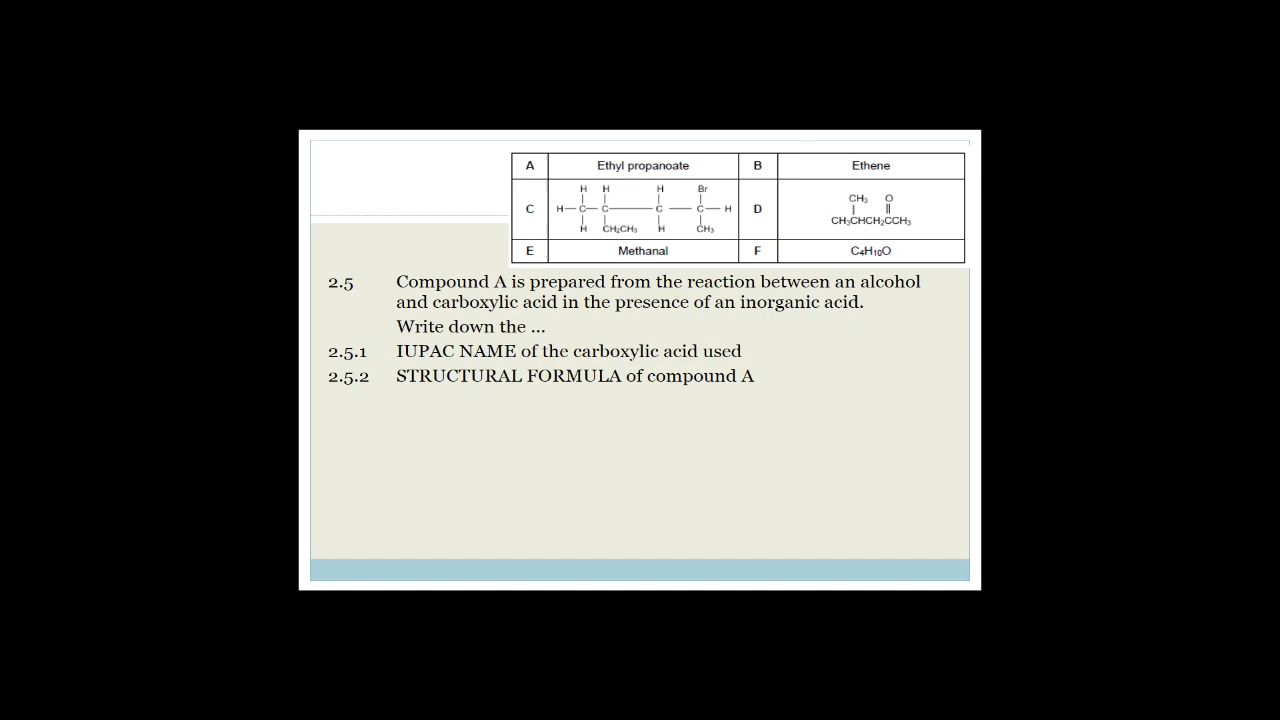 A Ethyl propanoate B Ethene
H H H Br
H—C—C—C—C—H
H CH₂CH₃ H CH₃
C
D
CH₃ O
CH₃CHCH₂CCH₃
E Methanal F C₄H₁₀O
2.5 Compound A is prepared from the reaction between an alcohol
and carboxylic acid in the presence of an inorganic acid.
Write down the ...
2.5.1 IUPAC NAME of the carboxylic acid used
2.5.2 STRUCTURAL FORMULA of compound A